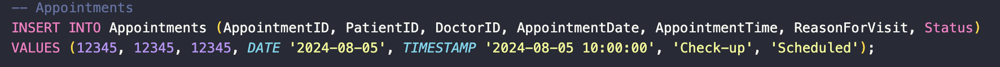 -- Appointments
INSERT INTO Appointments (AppointmentID, PatientID, DoctorID, AppointmentDate, AppointmentTime, ReasonForVisit, Status)
VALUES (12345, 12345, 12345, DATE '2024-08-05', TIMESTAMP '2024-08-05 10:00:00', 'Check-up', 'Scheduled');